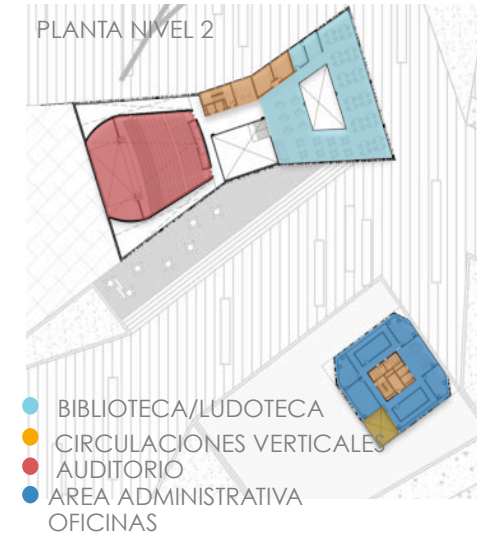 PLANTA NIVEL 2
BIBLIOTECA/LUDOTECA
CIRCULACIONES VERTICALES
AUDITORIO
AREA ADMINISTRATIVA
OFICINAS